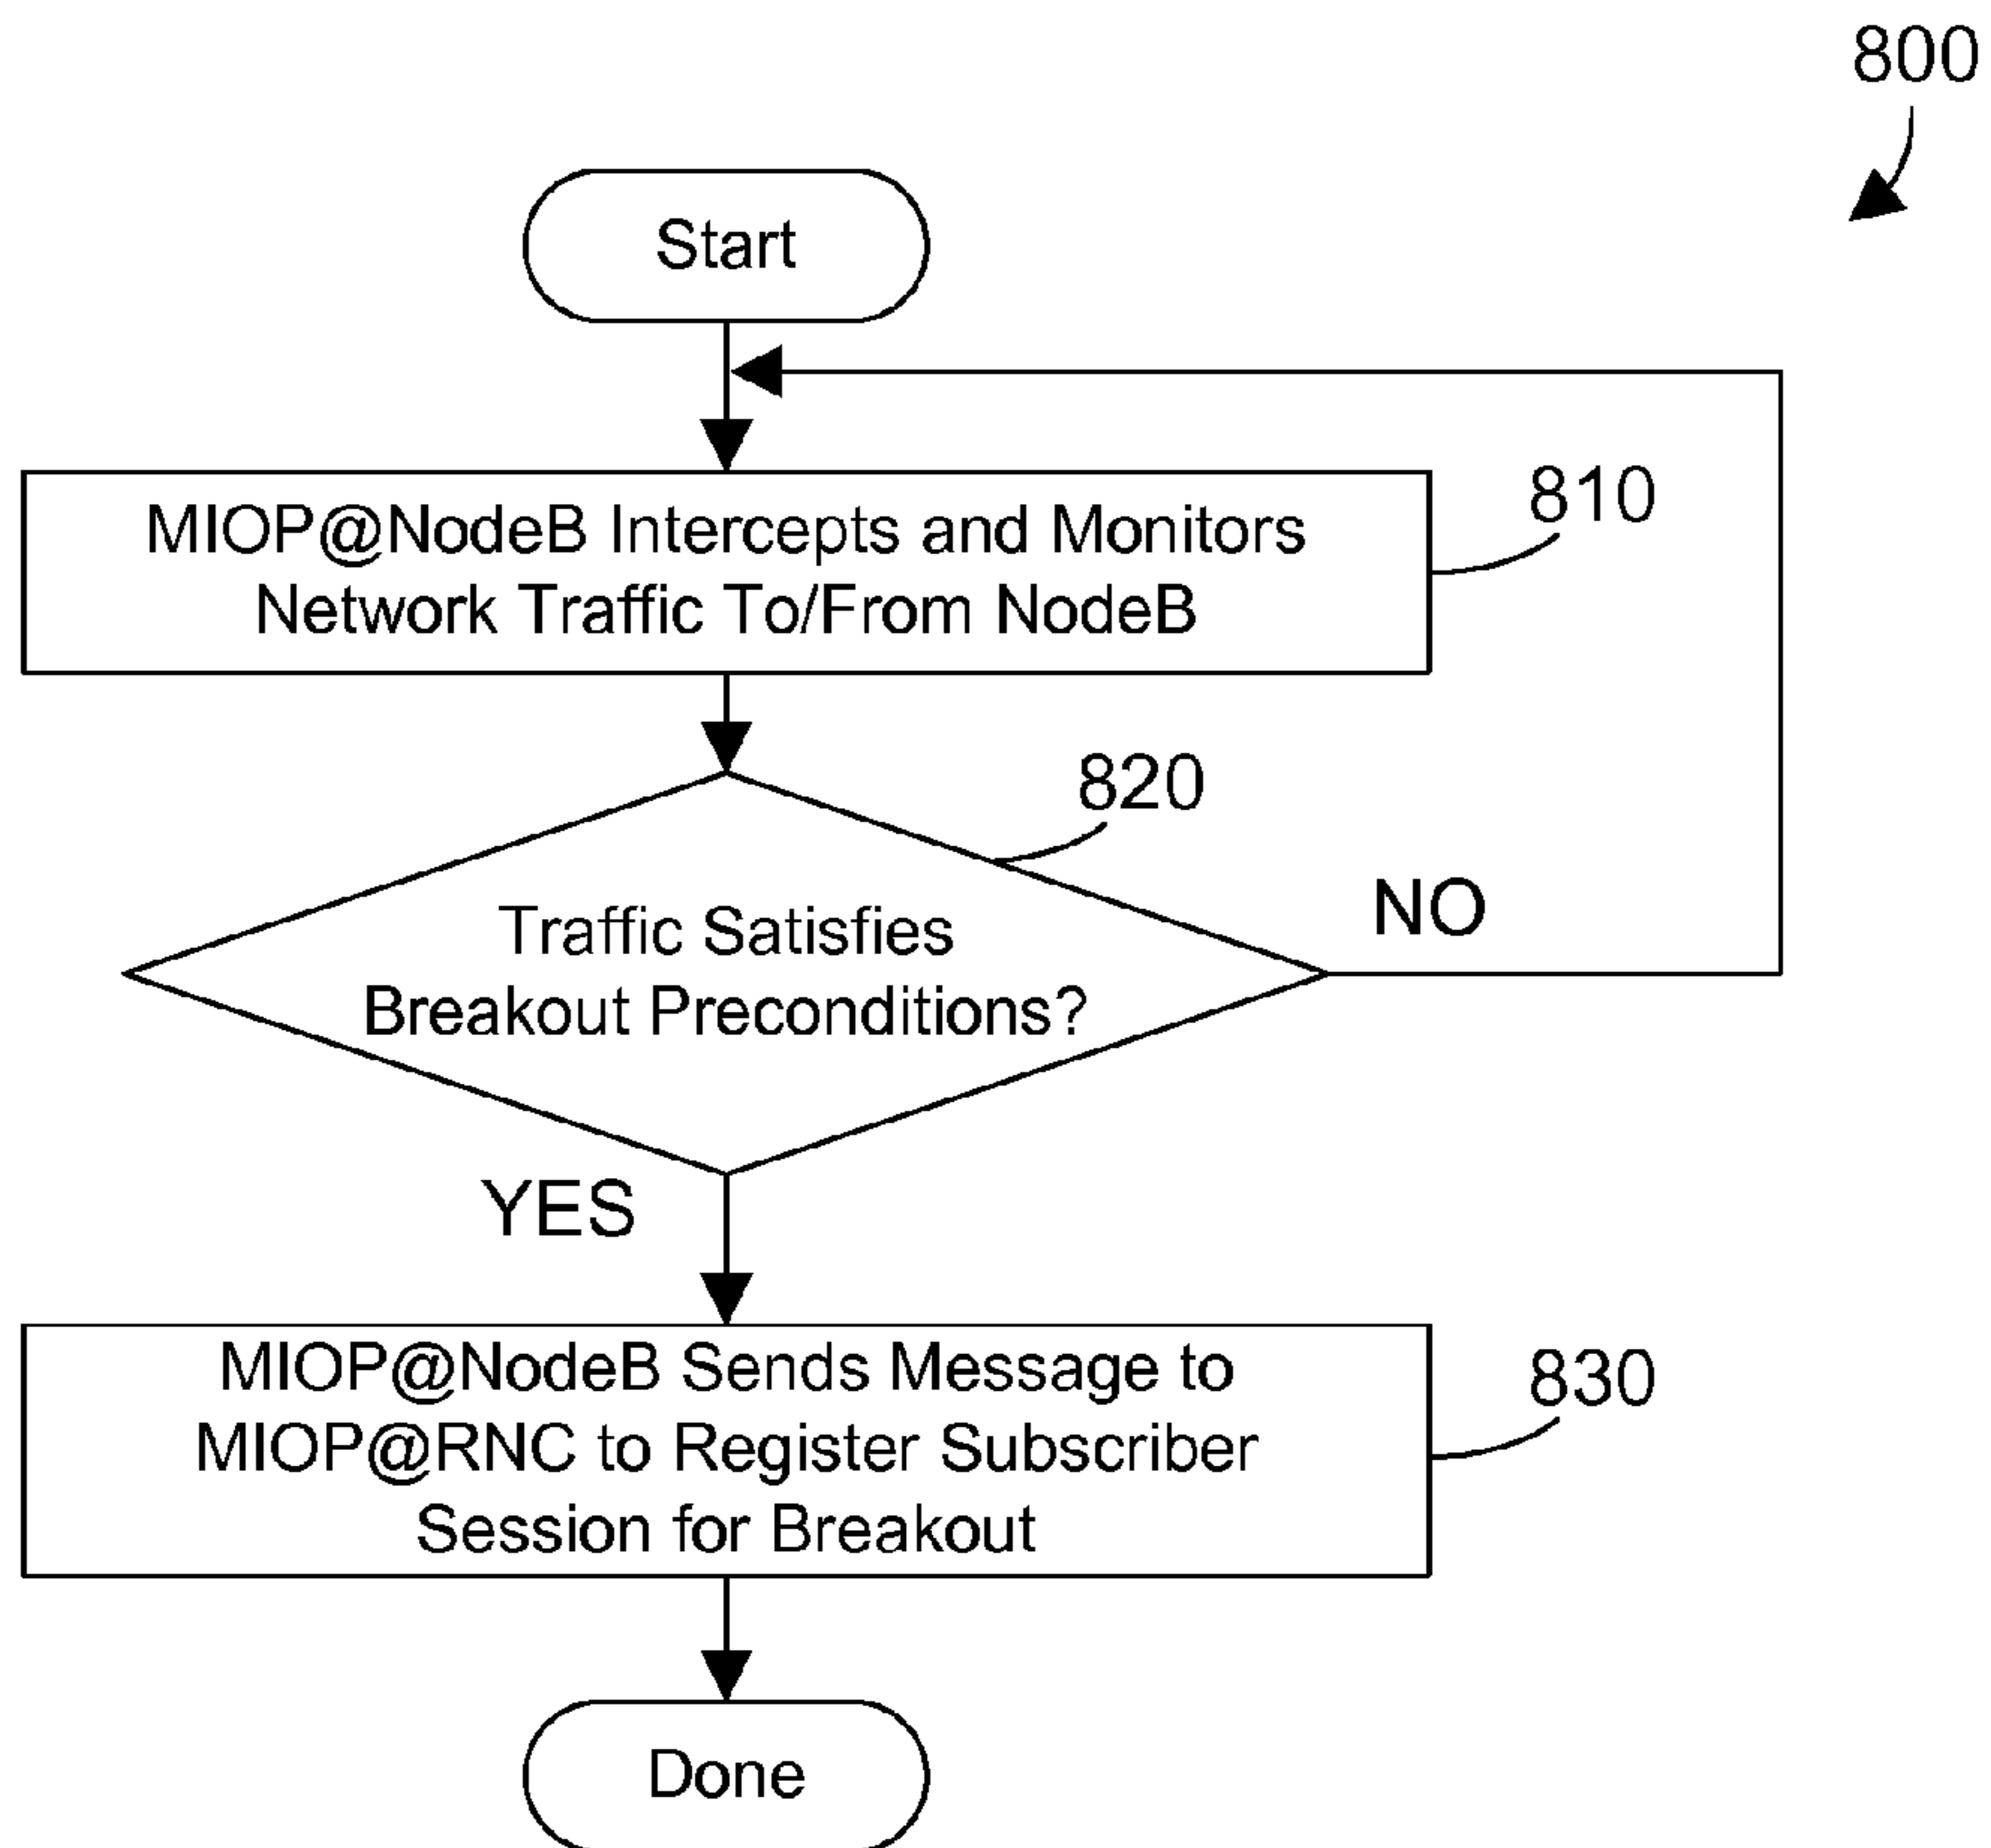 800
Start
MIOP@NodeB Intercepts and Monitors
Network Traffic To/From NodeB
810
820
Traffic Satisfies
Breakout Preconditions?
NO
YES
MIOP@NodeB Sends Message to
MIOP@RNC to Register Subscriber
Session for Breakout
830
Done